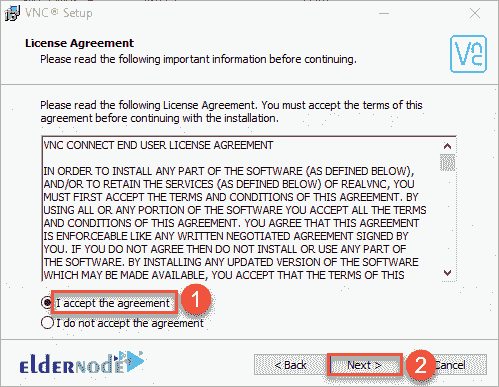 VNC® Setup
License Agreement
Please read the following important information before continuing.
VNC
Please read the following License Agreement. You must accept the terms of this
agreement before continuing with the installation.
VNC CONNECT END USER LICENSE AGREEMENT
IN ORDER TO INSTALL ANY PART OF THE SOFTWARE (AS DEFINED BELOW),
AND/OR TO RETAIN THE SERVICES (AS DEFINED BELOW) OF REALVNC, YOU
MUST FIRST ACCEPT THE TERMS AND CONDITIONS OF THIS AGREEMENT. BY
USING ALL OR ANY PORTION OF THE SOFTWARE YOU ACCEPT ALL THE TERMS
AND CONDITIONS OF THIS AGREEMENT. YOU AGREE THAT THIS AGREEMENT
IS ENFORCEABLE LIKE ANY WRITTEN NEGOTIATED AGREEMENT SIGNED BY
YOU. IF YOU DO NOT AGREE THEN DO NOT INSTALL OR USE ANY PART OF
THE SOFTWARE. BY INSTALLING ANY UPDATED VERSION OF THE SOFTWARE
WHICH MAY BE MADE AVAILABLE, YOU ACCEPT THAT THE TERMS OF THIS
I accept the agreement 1
I do not accept the agreement
elderNODE
< Back Next > 2 Cancel